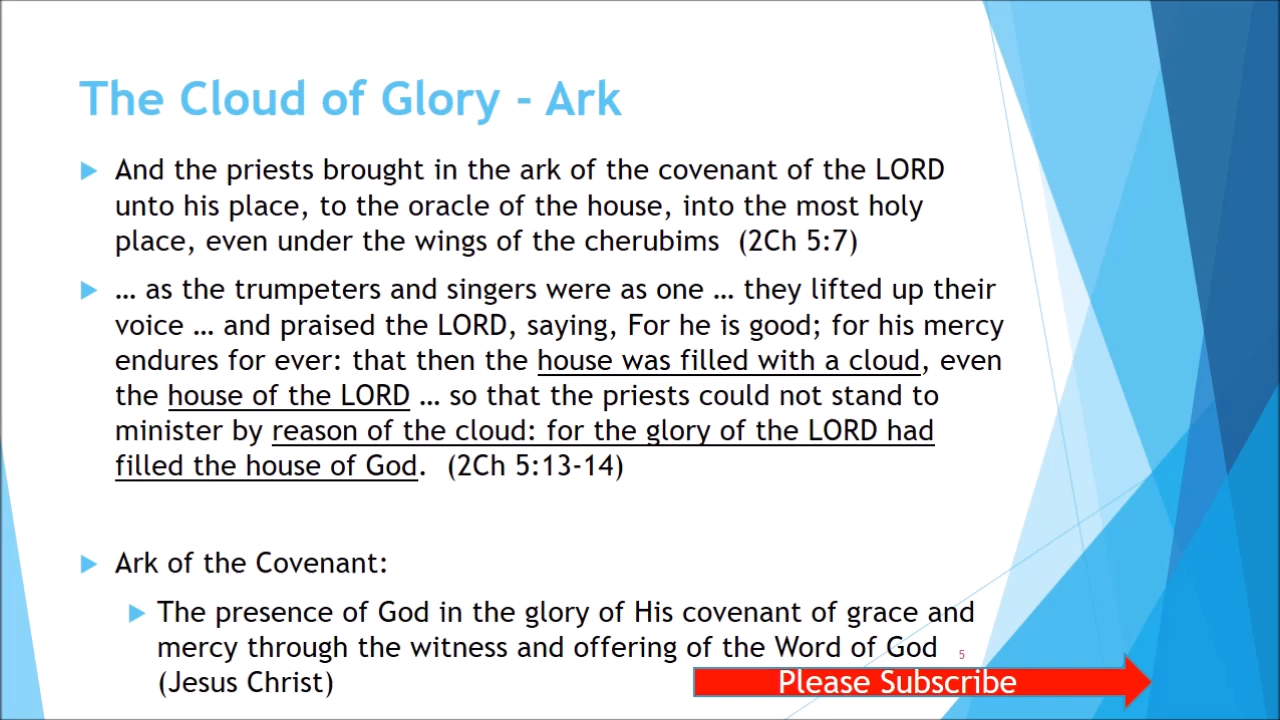 The Cloud of Glory - Ark
And the priests brought in the ark of the covenant of the LORD
unto his place, to the oracle of the house, into the most holy
place, even under the wings of the cherubims (2Ch 5:7)
… as the trumpeters and singers were as one … they lifted up their
voice … and praised the LORD, saying, For he is good; for his mercy
endures for ever: that then the house was filled with a cloud, even
the house of the LORD … so that the priests could not stand to
minister by reason of the cloud: for the glory of the LORD had
filled the house of God. (2Ch 5:13-14)
Ark of the Covenant:
The presence of God in the glory of His covenant of grace and
mercy through the witness and offering of the Word of God
(Jesus Christ)
5
Please Subscribe